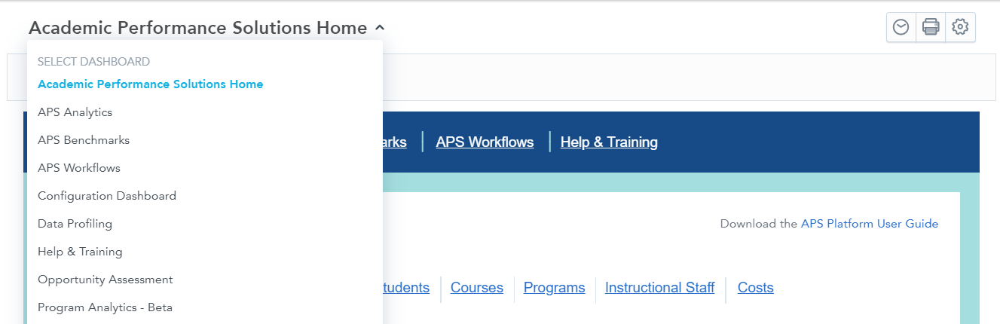 Academic Performance Solutions Home
SELECT DASHBOARD
Academic Performance Solutions Home
APS Analytics
APS Benchmarks
APS Workflows
Configuration Dashboard
Data Profiling
Help & Training
Opportunity Assessment
Program Analytics - Beta
APS Workflows Help & Training
Download the APS Platform User Guide
Courses Programs Instructional Staff Costs